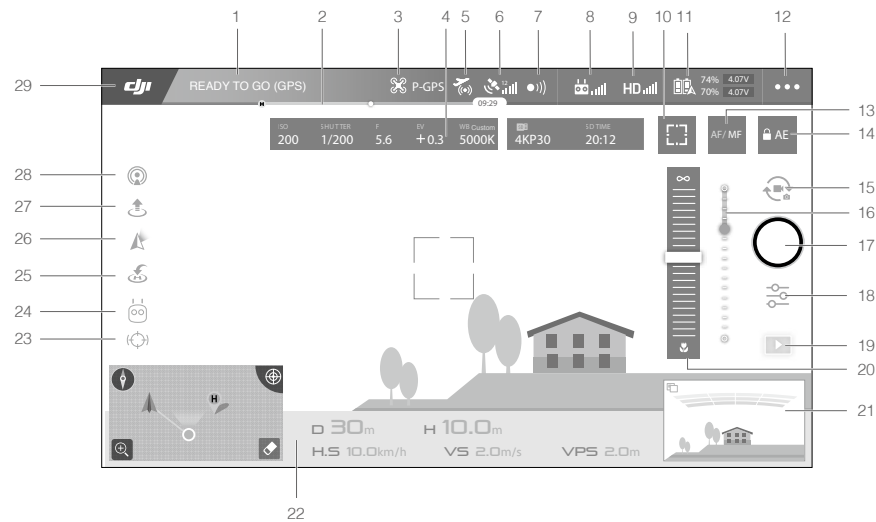 1 2 3 4 5 6 7 8 9 10 11 12
29 dji READY TO GO (GPS) P-GPS 12 HD 74% 4.07V
70% 4.07V
H 09:29
ISO SHUTTER F EV WB Custom SD TIME
200 1/200 5.6 +0.3 5000K 4KP30 20:12
AF/MF AE
13
14
28
27
26
25 H
24
23
∞
15
16
17
18
19
20
21
H
D 30m H 10.0m
H.S 10.0km/h VS 2.0m/s VPS 2.0m
22